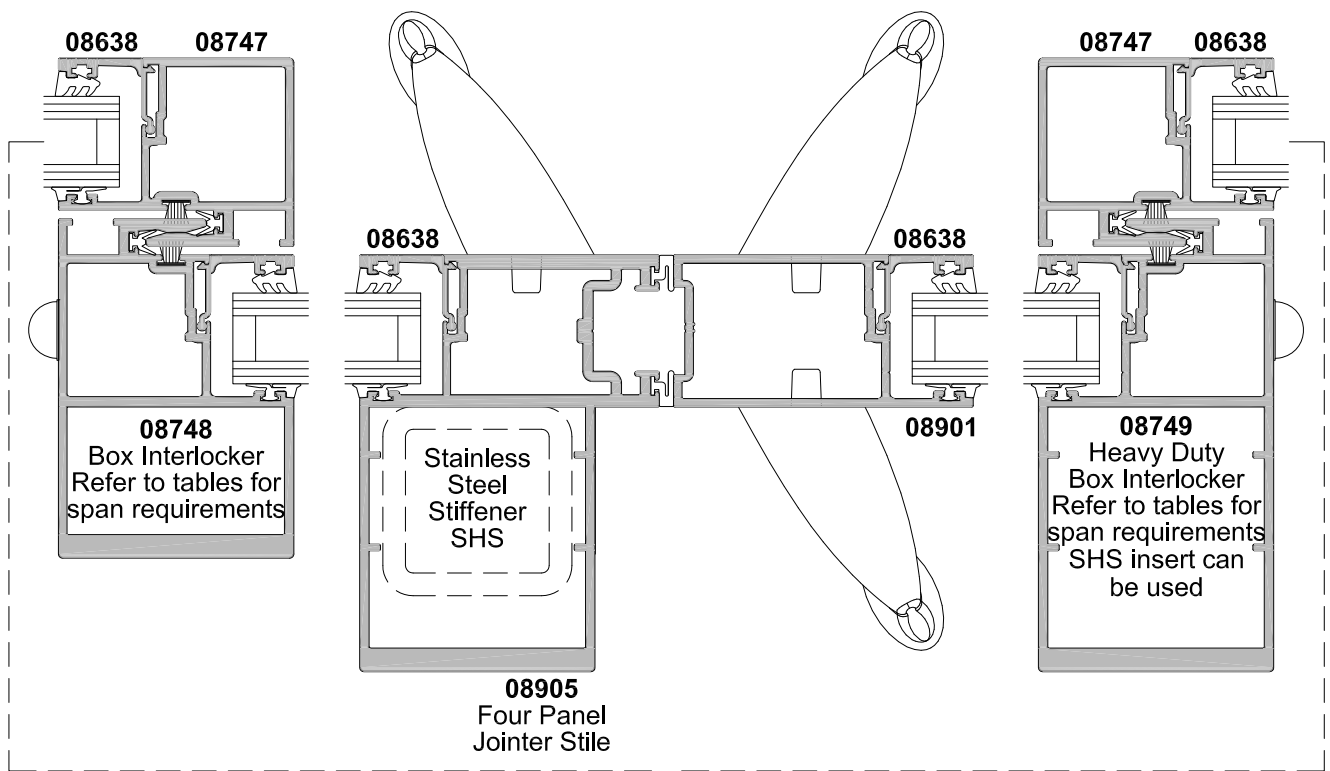 08638 08747 08747 08638
08638 08638
08748
Box Interlocker
Refer to tables for
span requirements
Stainless
Steel
Stiffener
SHS
08901
08749
Heavy Duty
Box Interlocker
Refer to tables for
span requirements
SHS insert can
be used
08905
Four Panel
Jointer Stile